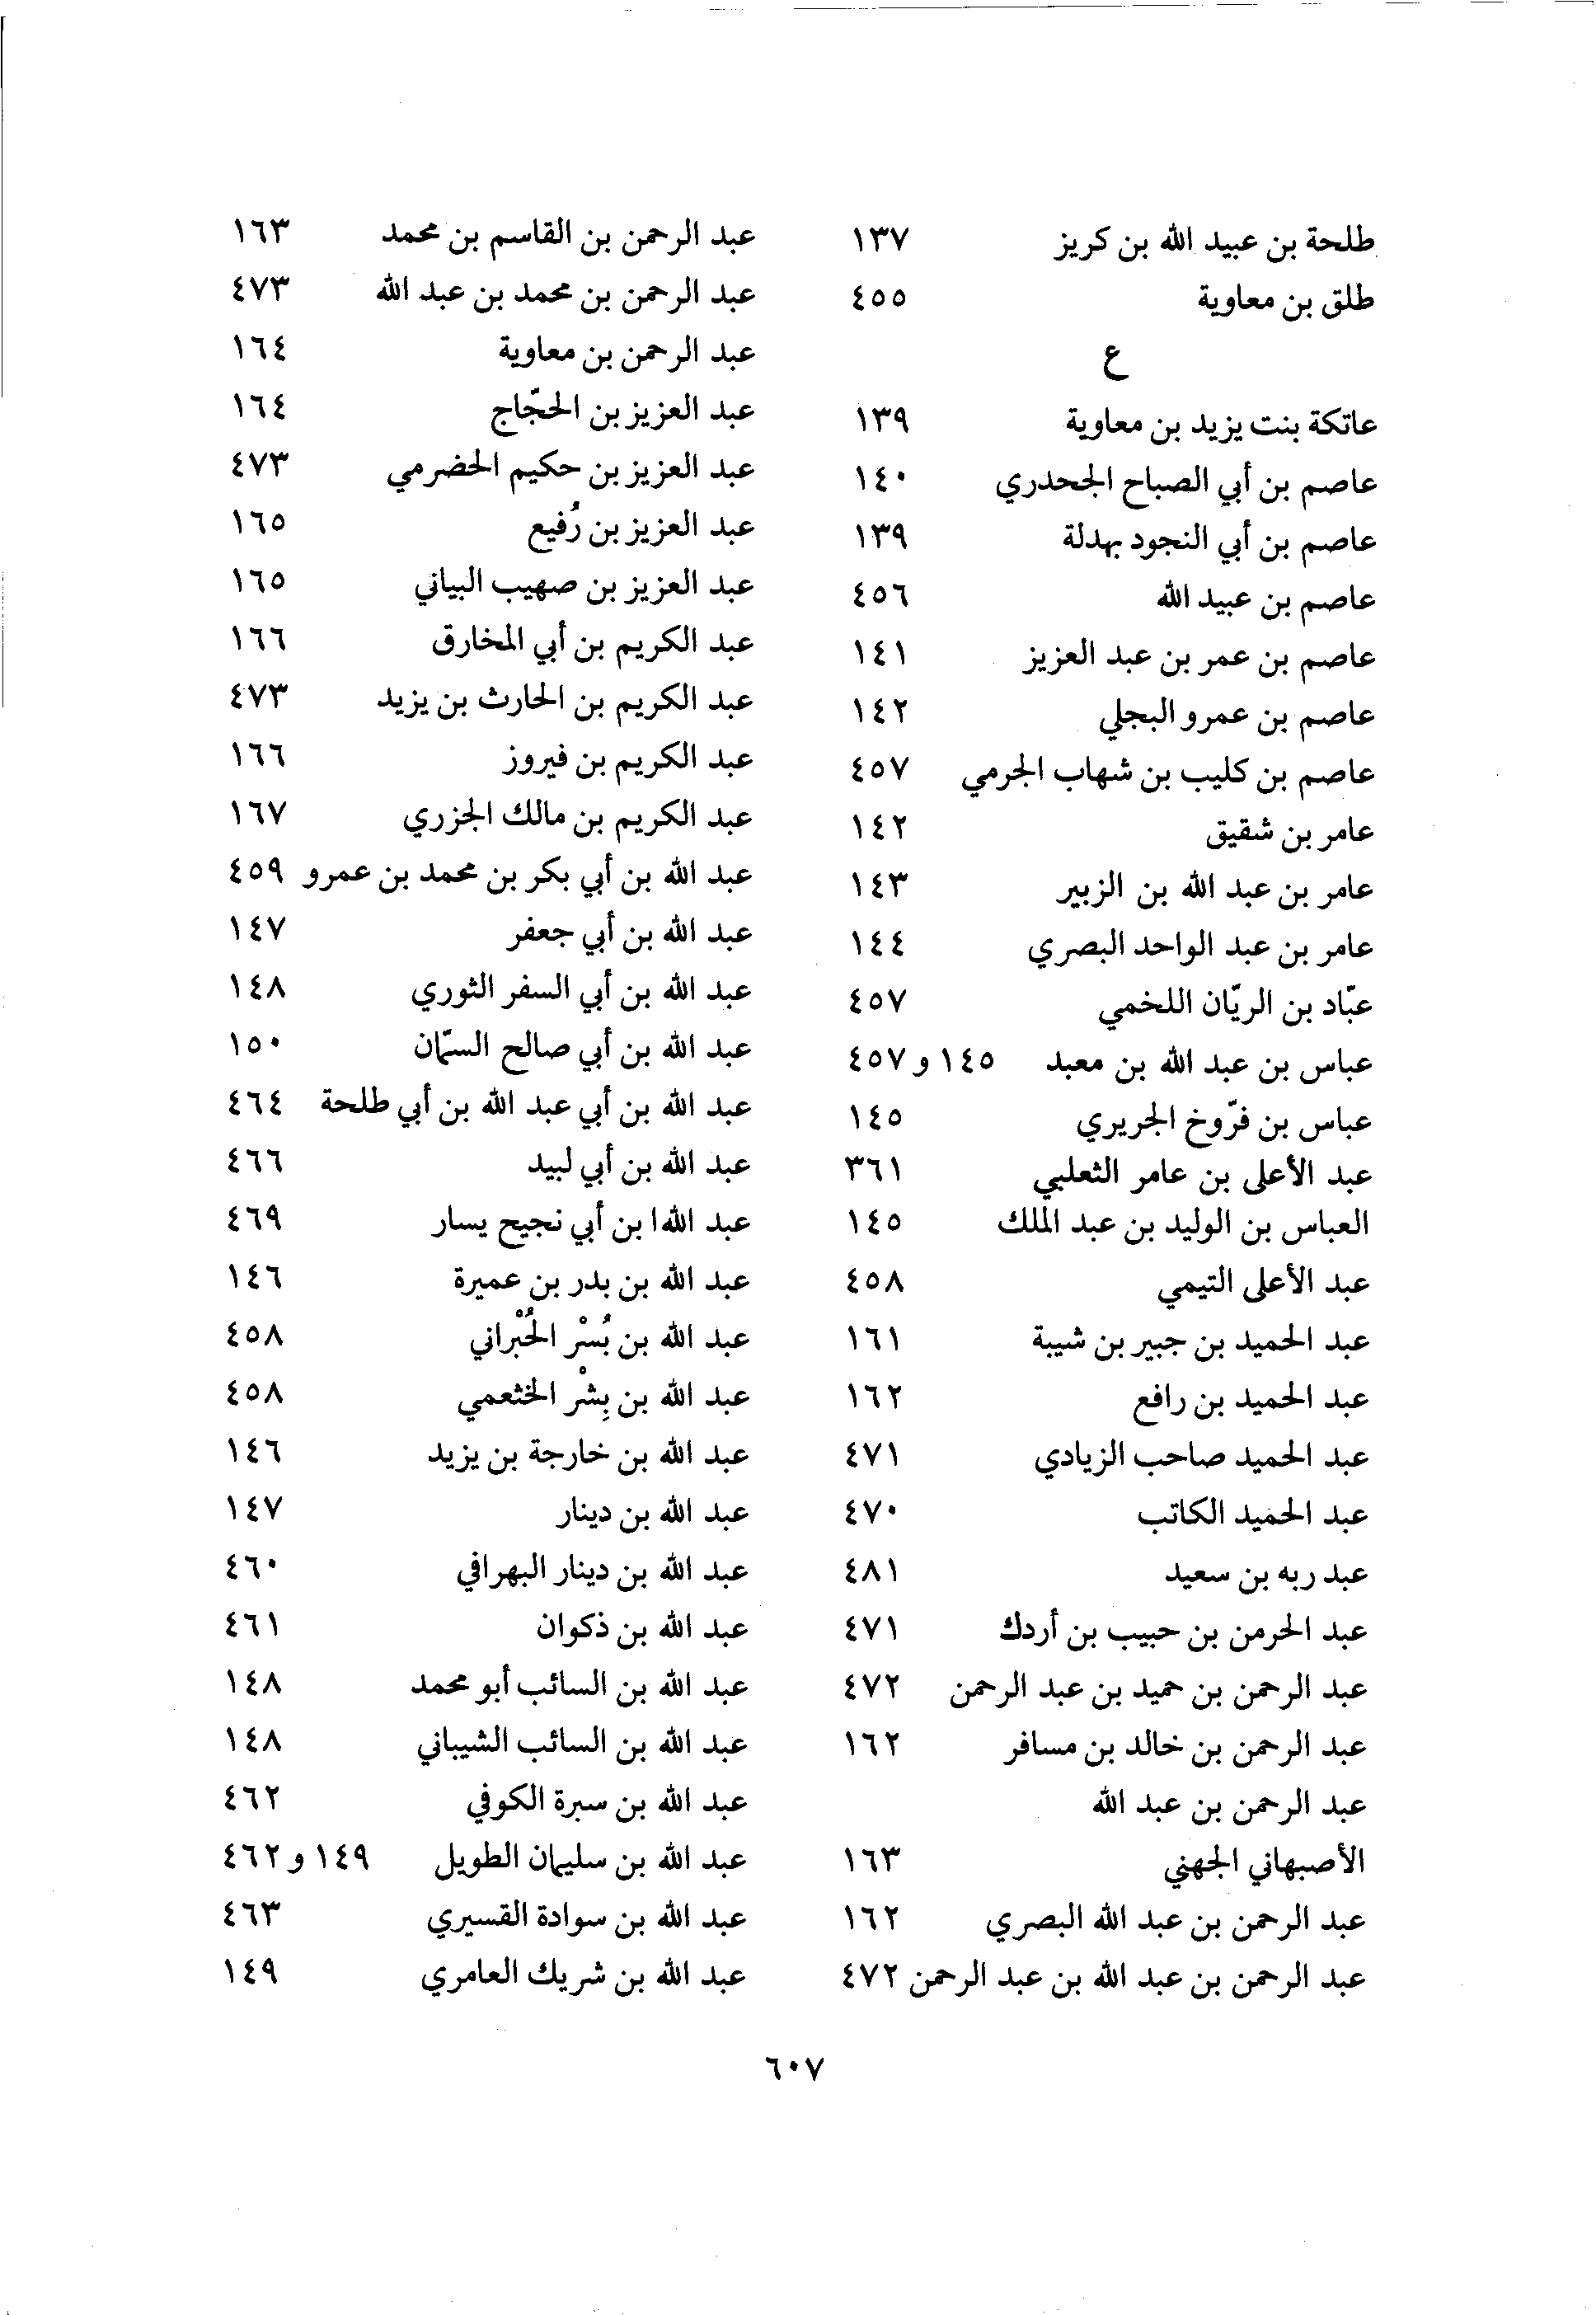 طلحة بن عبيد الله بن كريز ١٣٧
طلق بن معاوية ٤٥٥
ع
عاتكة بنت يزيد بن معاوية ١٣٩
عاصم بن أبي الصباح الجحدري ١٤٠
عاصم بن أبي النجود بهدلة ١٣٩
عاصم بن عبيد الله ٤٥٦
عاصم بن عمر بن عبد العزيز ١٤١
عاصم بن عمرو البجلي ١٤٢
عاصم بن كليب بن شهاب الجرمي ٤٥٧
عامر بن شقيق ١٤٢
عامر بن عبد الله بن الزبير ١٤٣
عامر بن عبد الواحد البصري ١٤٤
عبّاد بن الريّان اللخمي ٤٥٧
عباس بن عبد الله بن معبد ١٤٥ و ٤٥٧
عباس بن فرّوخ الجريري ١٤٥
عبد الأعلى بن عامر الثعلبي ٣٦١
العباس بن الوليد بن عبد الملك ١٤٥
عبد الأعلى التيمي ٤٥٨
عبد الحميد بن جبير بن شيبة ١٦١
عبد الحميد بن رافع ١٦٢
عبد الحميد صاحب الزيادي ٤٧١
عبد الحميد الكاتب ٤٧٠
عبد ربه بن سعيد ٤٨١
عبد الحرمن بن حبيب بن أردك ٤٧١
عبد الرحمن بن حميد بن عبد الرحمن ٤٧٢
عبد الرحمن بن خالد بن مسافر ١٦٢
عبد الرحمن بن عبد الله
الأصبهاني الجهني ١٦٣
عبد الرحمن بن عبد الله البصري ١٦٢
عبد الرحمن بن عبد الله بن عبد الرحمن ٤٧٢
عبد الرحمن بن القاسم بن محمد ١٦٣
عبد الرحمن بن محمد بن عبد الله ٤٧٣
عبد الرحمن بن معاوية ١٦٤
عبد العزيز بن الحجّاج ١٦٤
عبد العزيز بن حكيم الحضرمي ٤٧٣
عبد العزيز بن رُفيع ١٦٥
عبد العزيز بن صهيب البياني ١٦٥
عبد الكريم بن أبي المخارق ١٦٦
عبد الكريم بن الحارث بن يزيد ٤٧٣
عبد الكريم بن فيروز ١٦٦
عبد الكريم بن مالك الجزري ١٦٧
عبد الله بن أبي بكر بن محمد بن عمرو ٤٥٩
عبد الله بن أبي جعفر ١٤٧
عبد الله بن أبي السفر الثوري ١٤٨
عبد الله بن أبي صالح السمّان ١٥٠
عبد الله بن أبي عبد الله بن أبي طلحة ٤٦٤
عبد الله بن أبي لبيد ٤٦٦
عبد اللها بن أبي نجيح يسار ٤٦٩
عبد الله بن بدر بن عميرة ١٤٦
عبد الله بن بُسْر الحُبْراني ٤٥٨
عبد الله بن بِشْر الخثعمي ٤٥٨
عبد الله بن خارجة بن يزيد ١٤٦
عبد الله بن دينار ١٤٧
عبد الله بن دينار البهرافي ٤٦٠
عبد الله بن ذكوان ٤٦١
عبد الله بن السائب أبو محمد ١٤٨
عبد الله بن السائب الشيباني ١٤٨
عبد الله بن سبرة الكوفي ٤٦٢
عبد الله بن سليمان الطويل ١٤٩ و ٤٦٢
عبد الله بن سوادة القسيري ٤٦٣
عبد الله بن شريك العامري ١٤٩
٦٠٧